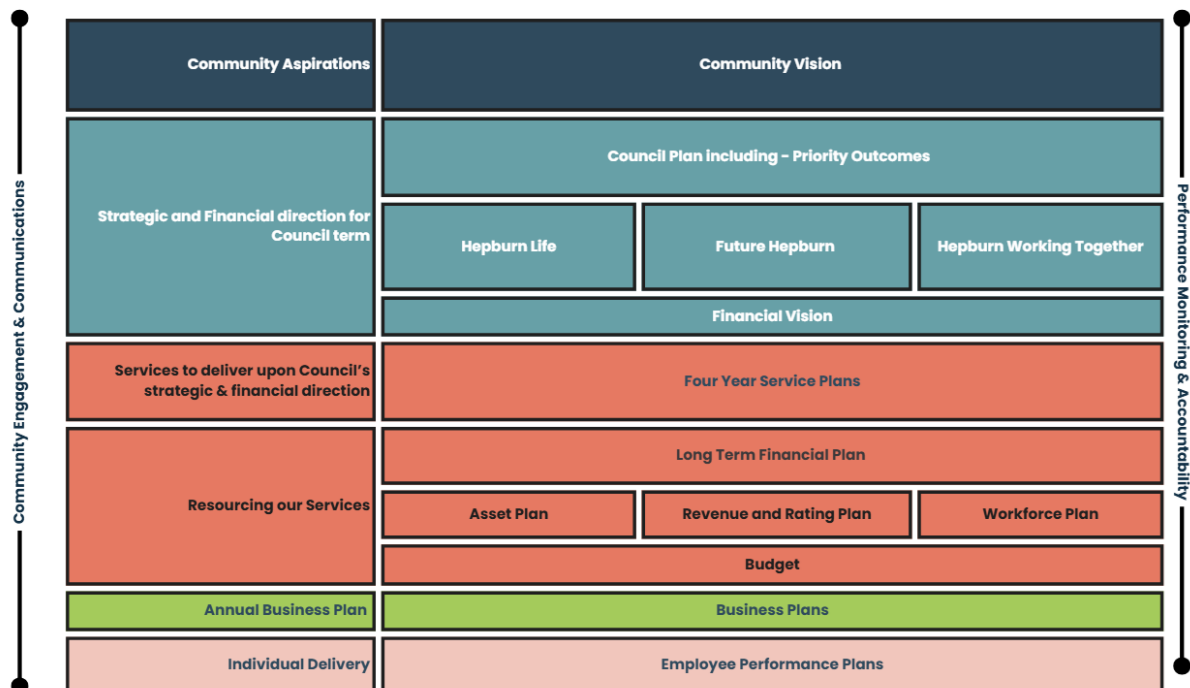 Community Engagement & Communications
Community Aspirations
Community Vision
Strategic and Financial direction for
Council term
Council Plan including - Priority Outcomes
Hepburn Life
Future Hepburn
Hepburn Working Together
Financial Vision
Services to deliver upon Council's
strategic & financial direction
Four Year Service Plans
Resourcing our Services
Long Term Financial Plan
Asset Plan
Revenue and Rating Plan
Workforce Plan
Budget
Annual Business Plan
Business Plans
Individual Delivery
Employee Performance Plans
Performance Monitoring & Accountability